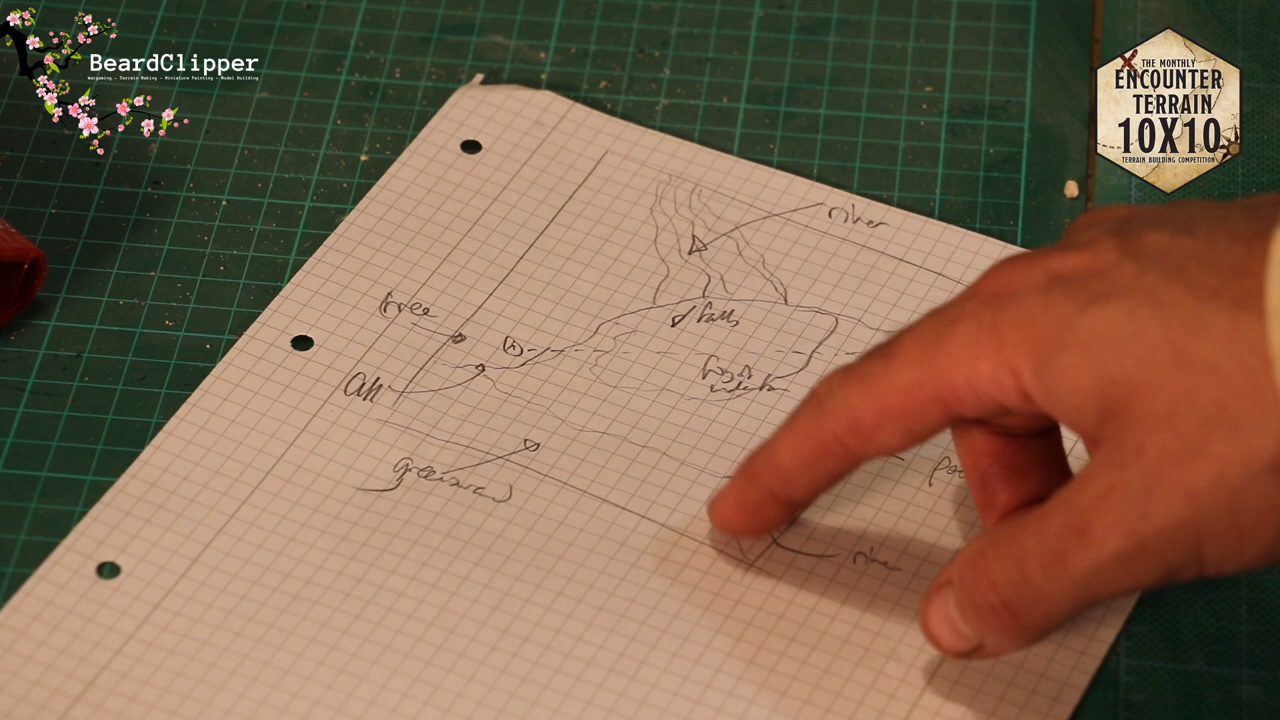 BeardClipper
Wargaming - Terrain Making - Miniature Painting - Model Building
THE MONTHLY
ENCOUNTER
TERRAIN
10X10
TERRAIN BUILDING COMPETITION
river
tree
falls
greensward
river